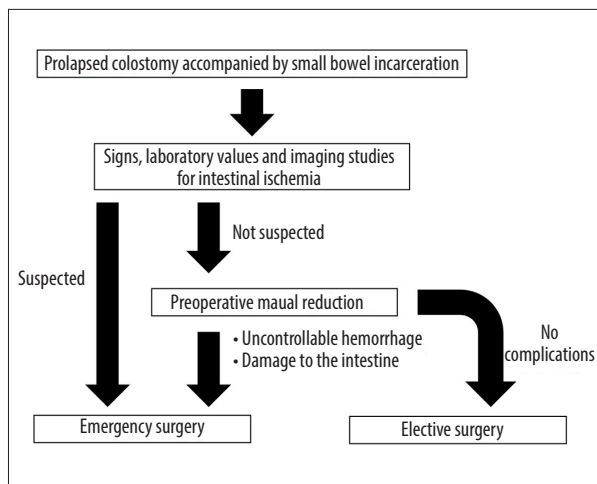 Prolapsed colostomy accompanied by small bowel incarceration
Signs, laboratory values and imaging studies
for intestinal ischemia
Not suspected
Suspected
Preoperative maual reduction
• Uncontrollable hemorrhage
• Damage to the intestine
No
complications
Emergency surgery
Elective surgery